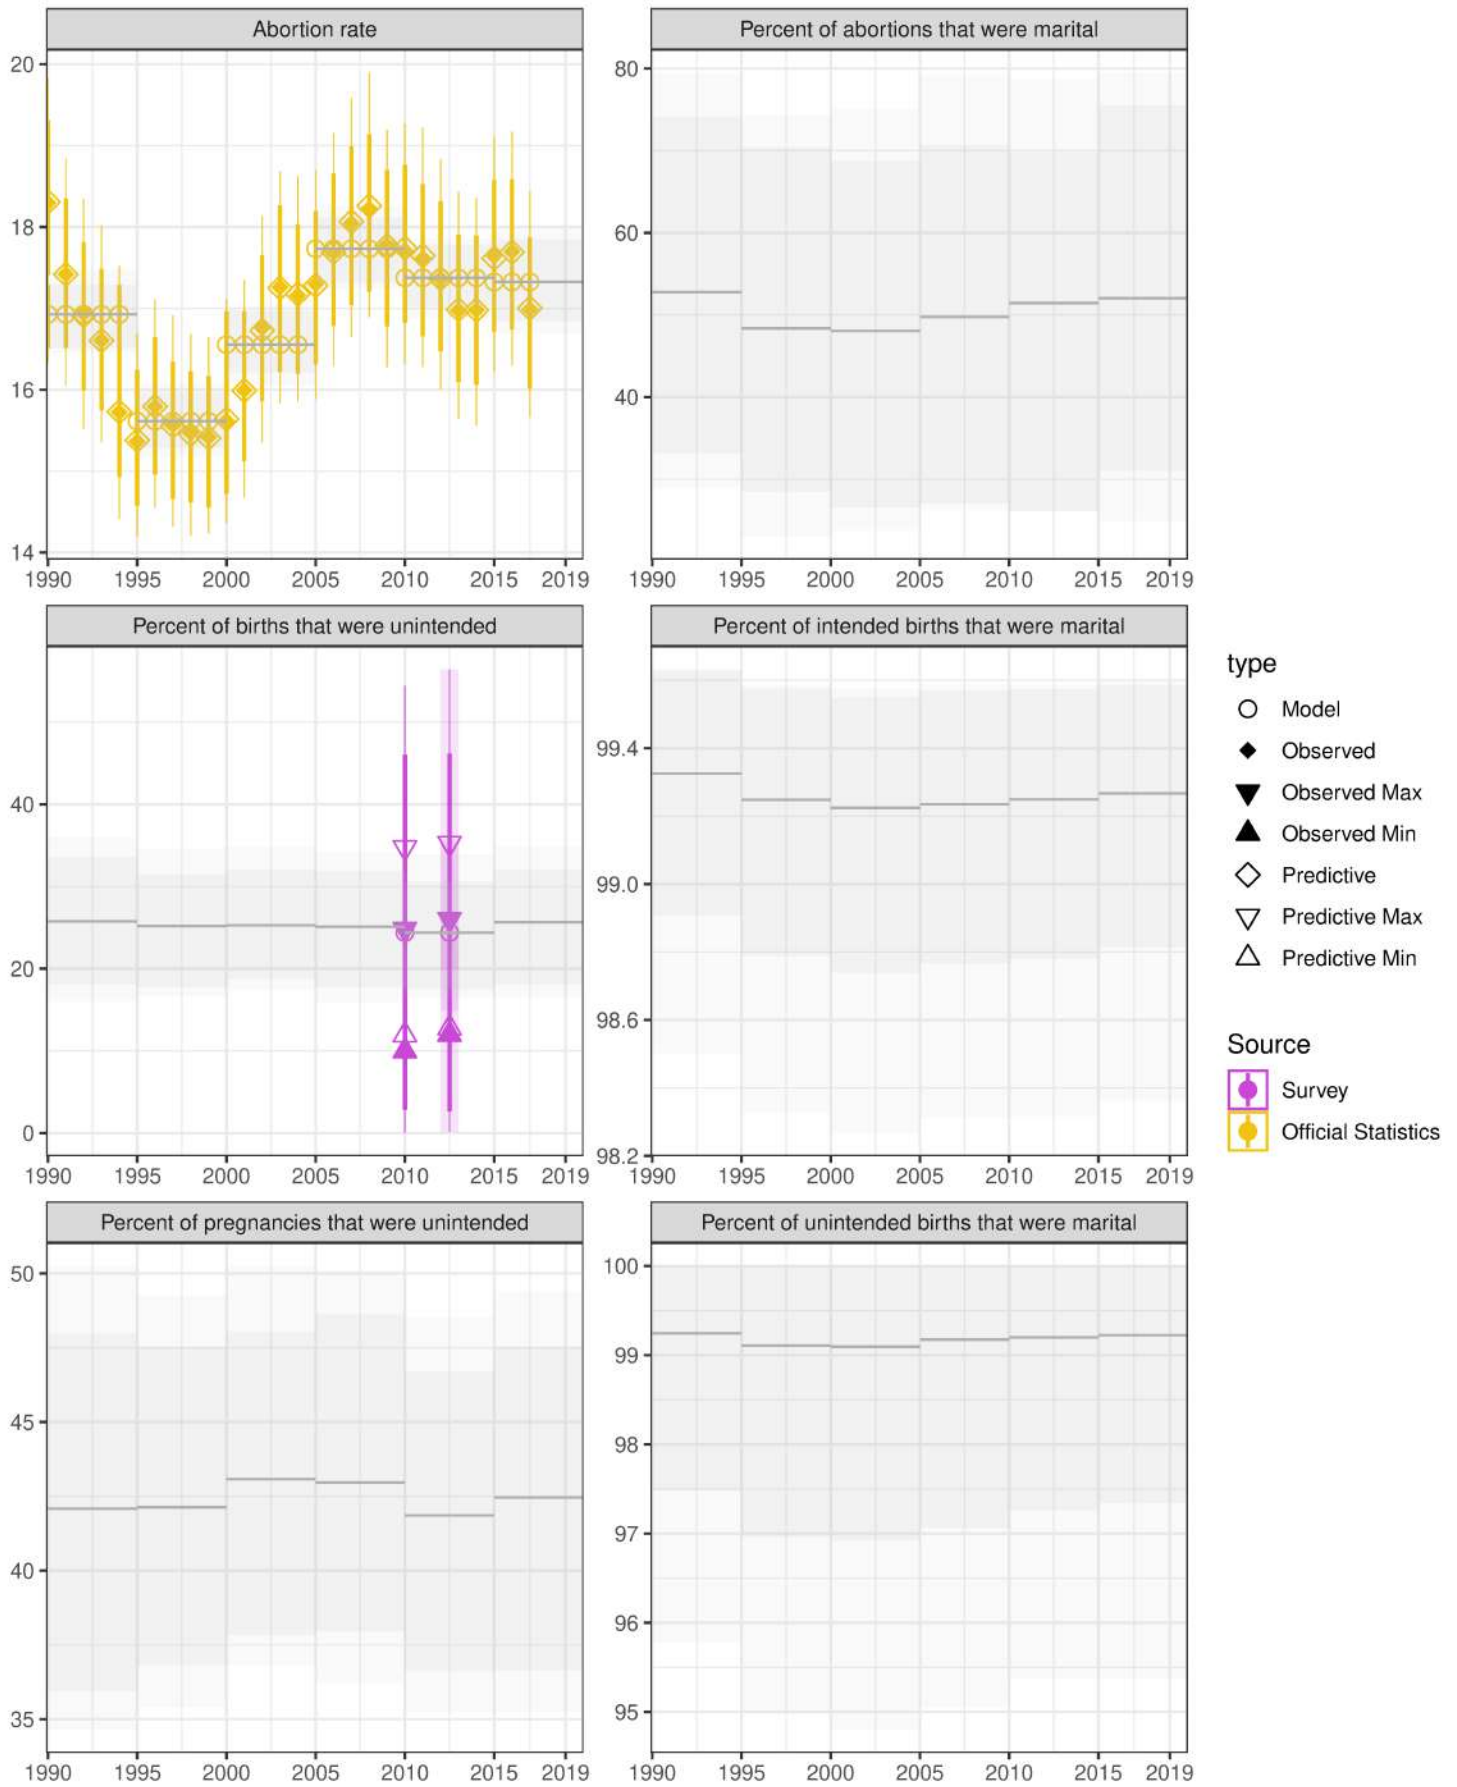 Abortion rate
Percent of abortions that were marital
20
18
16
14
80
60
40
1990 1995 2000 2005 2010 2015 2019
1990 1995 2000 2005 2010 2015 2019
Percent of births that were unintended
Percent of intended births that were marital
40
20
0
99.4
99.0
98.6
98.2
1990 1995 2000 2005 2010 2015 2019
1990 1995 2000 2005 2010 2015 2019
Percent of pregnancies that were unintended
Percent of unintended births that were marital
50
45
40
35
100
99
98
97
96
95
1990 1995 2000 2005 2010 2015 2019
1990 1995 2000 2005 2010 2015 2019
type
Model
Observed
Observed Max
Observed Min
Predictive
Predictive Max
Predictive Min
Source
Survey
Official Statistics